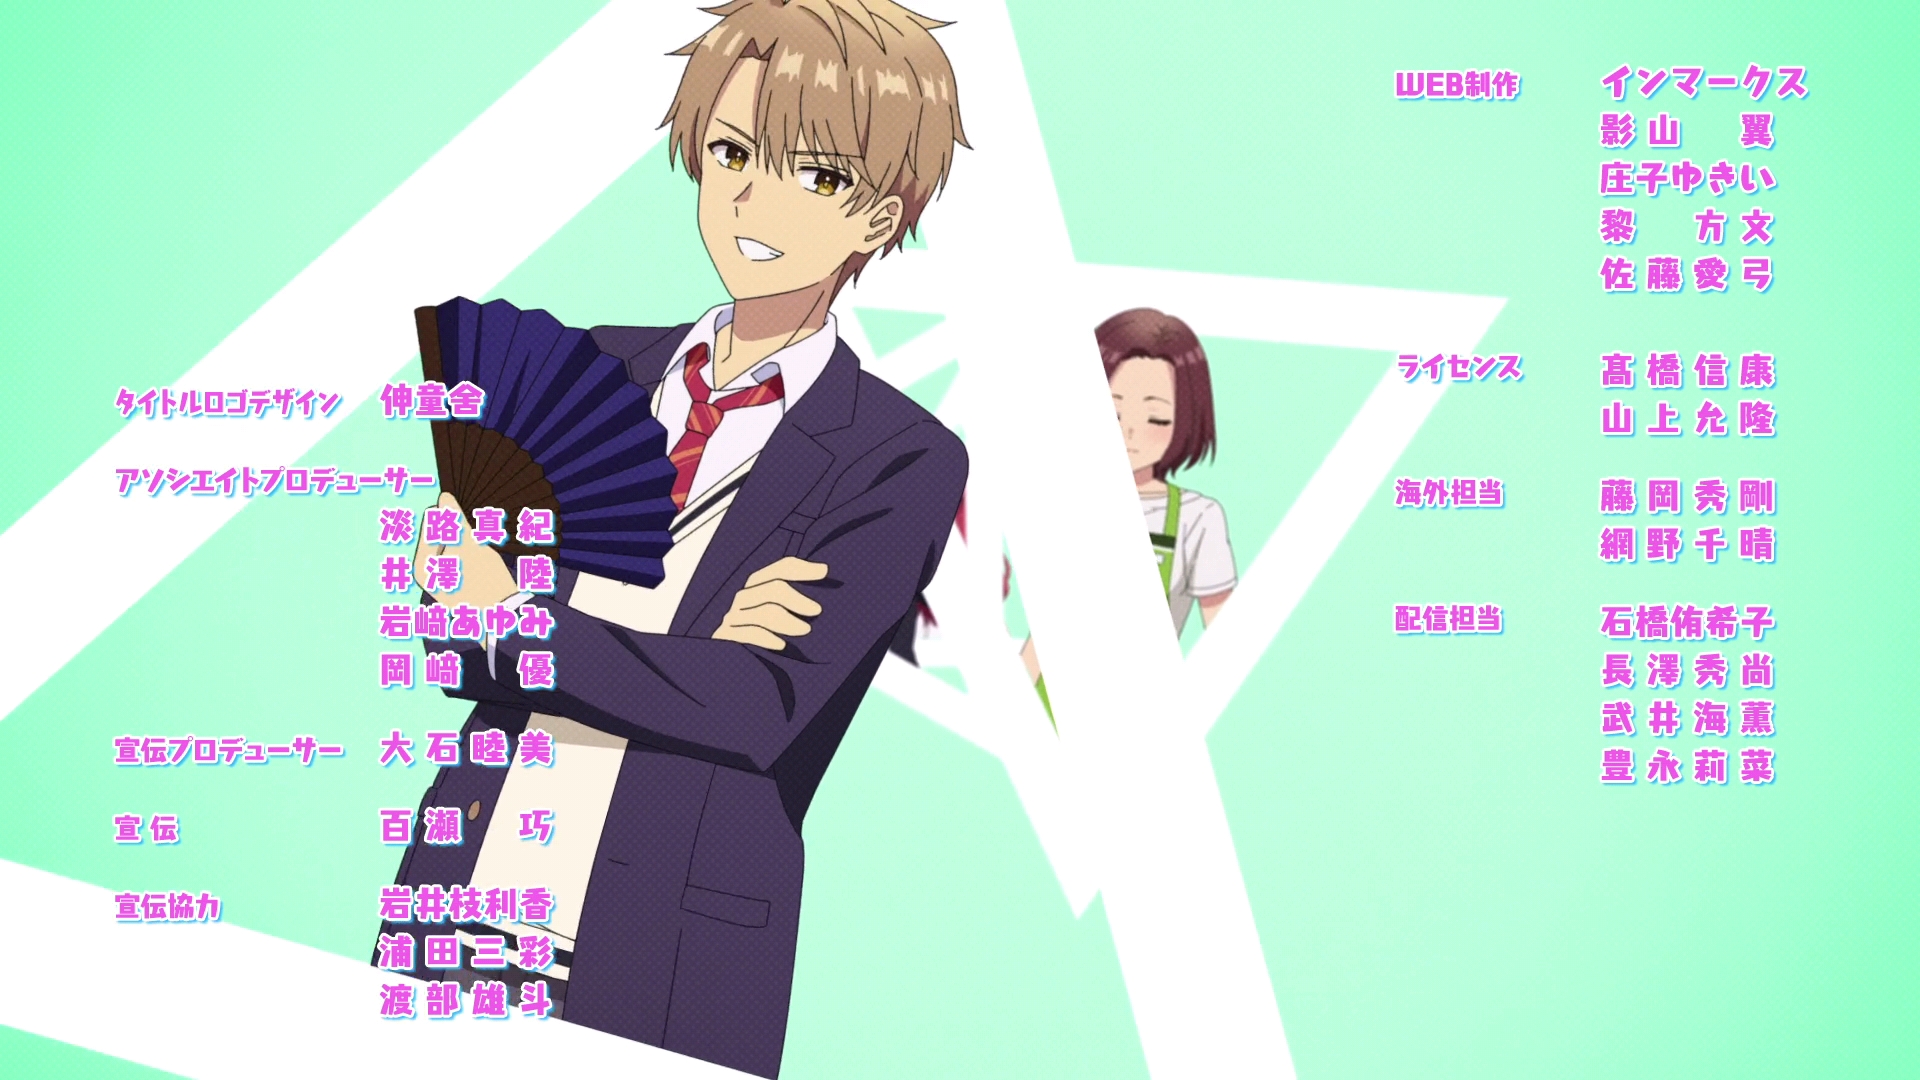 タイトルロゴデザイン 伸童舎
アソシエイトプロデューサー
淡路真紀
井澤 陸
岩﨑あゆみ
岡﨑 優
宣伝プロデューサー 大石睦美
宣伝 百瀬 巧
宣伝協力 岩井枝利香
浦田三彩
渡部雄斗
WEB制作 インマークス
影山 翼
庄子ゆきい
黎 方文
佐藤愛弓
ライセンス 髙橋信康
山上允隆
海外担当 藤岡秀剛
網野千晴
配信担当 石橋侑希子
長澤秀尚
武井海薫
豊永莉菜